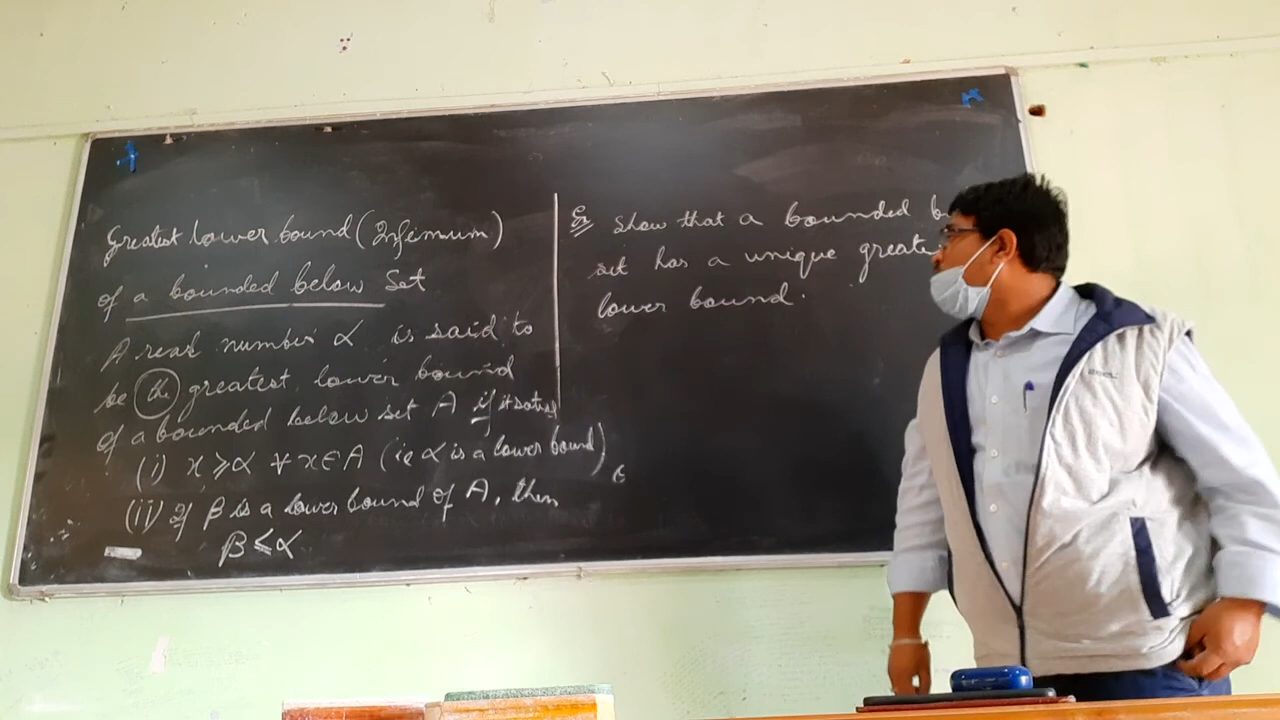 Greatest lower bound (Infimum)
of a bounded below Set
A real number α is said to
be the greatest lower bound
of a bounded below set A if it
(i) x ≥ α ∀ x ∈ A (ie α is a lower bound)
(ii) If β is a lower bound of A, then
β ≤ α
Ex Show that a bounded
set has a unique
lower bound.